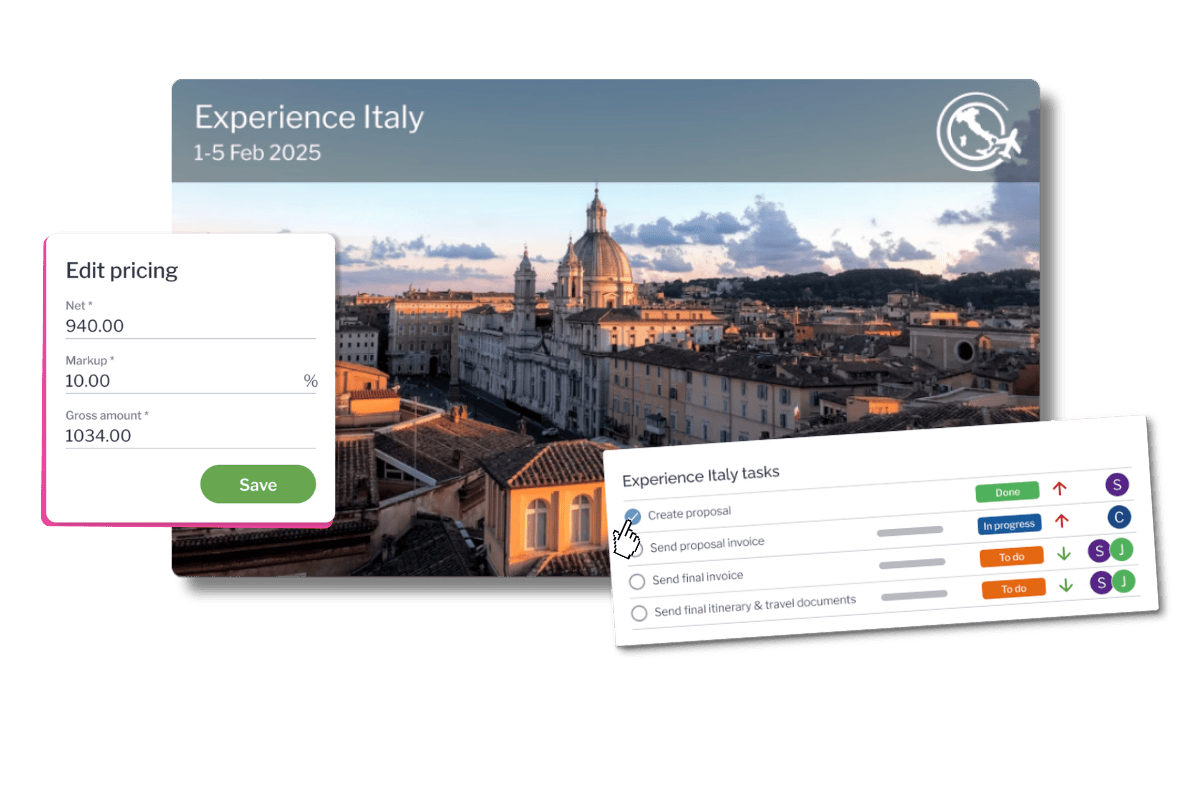 Experience Italy
1-5 Feb 2025
Edit pricing
Net *
940.00
Markup *
10.00 %
Gross amount *
1034.00
Save
Experience Italy tasks
Create proposal Done S
Send proposal invoice In progress C
Send final invoice To do S J
Send final itinerary & travel documents To do S J